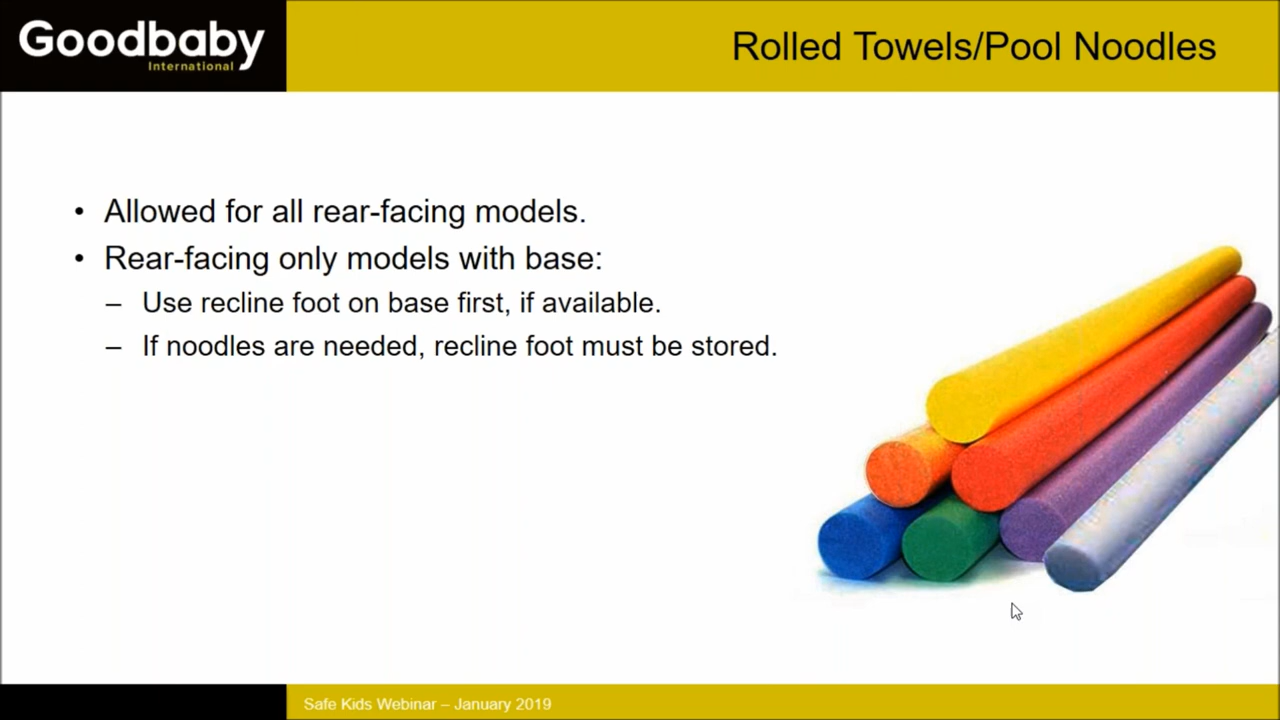 Goodbaby
International
Rolled Towels/Pool Noodles
• Allowed for all rear-facing models.
• Rear-facing only models with base:
– Use recline foot on base first, if available.
– If noodles are needed, recline foot must be stored.
Safe Kids Webinar – January 2019